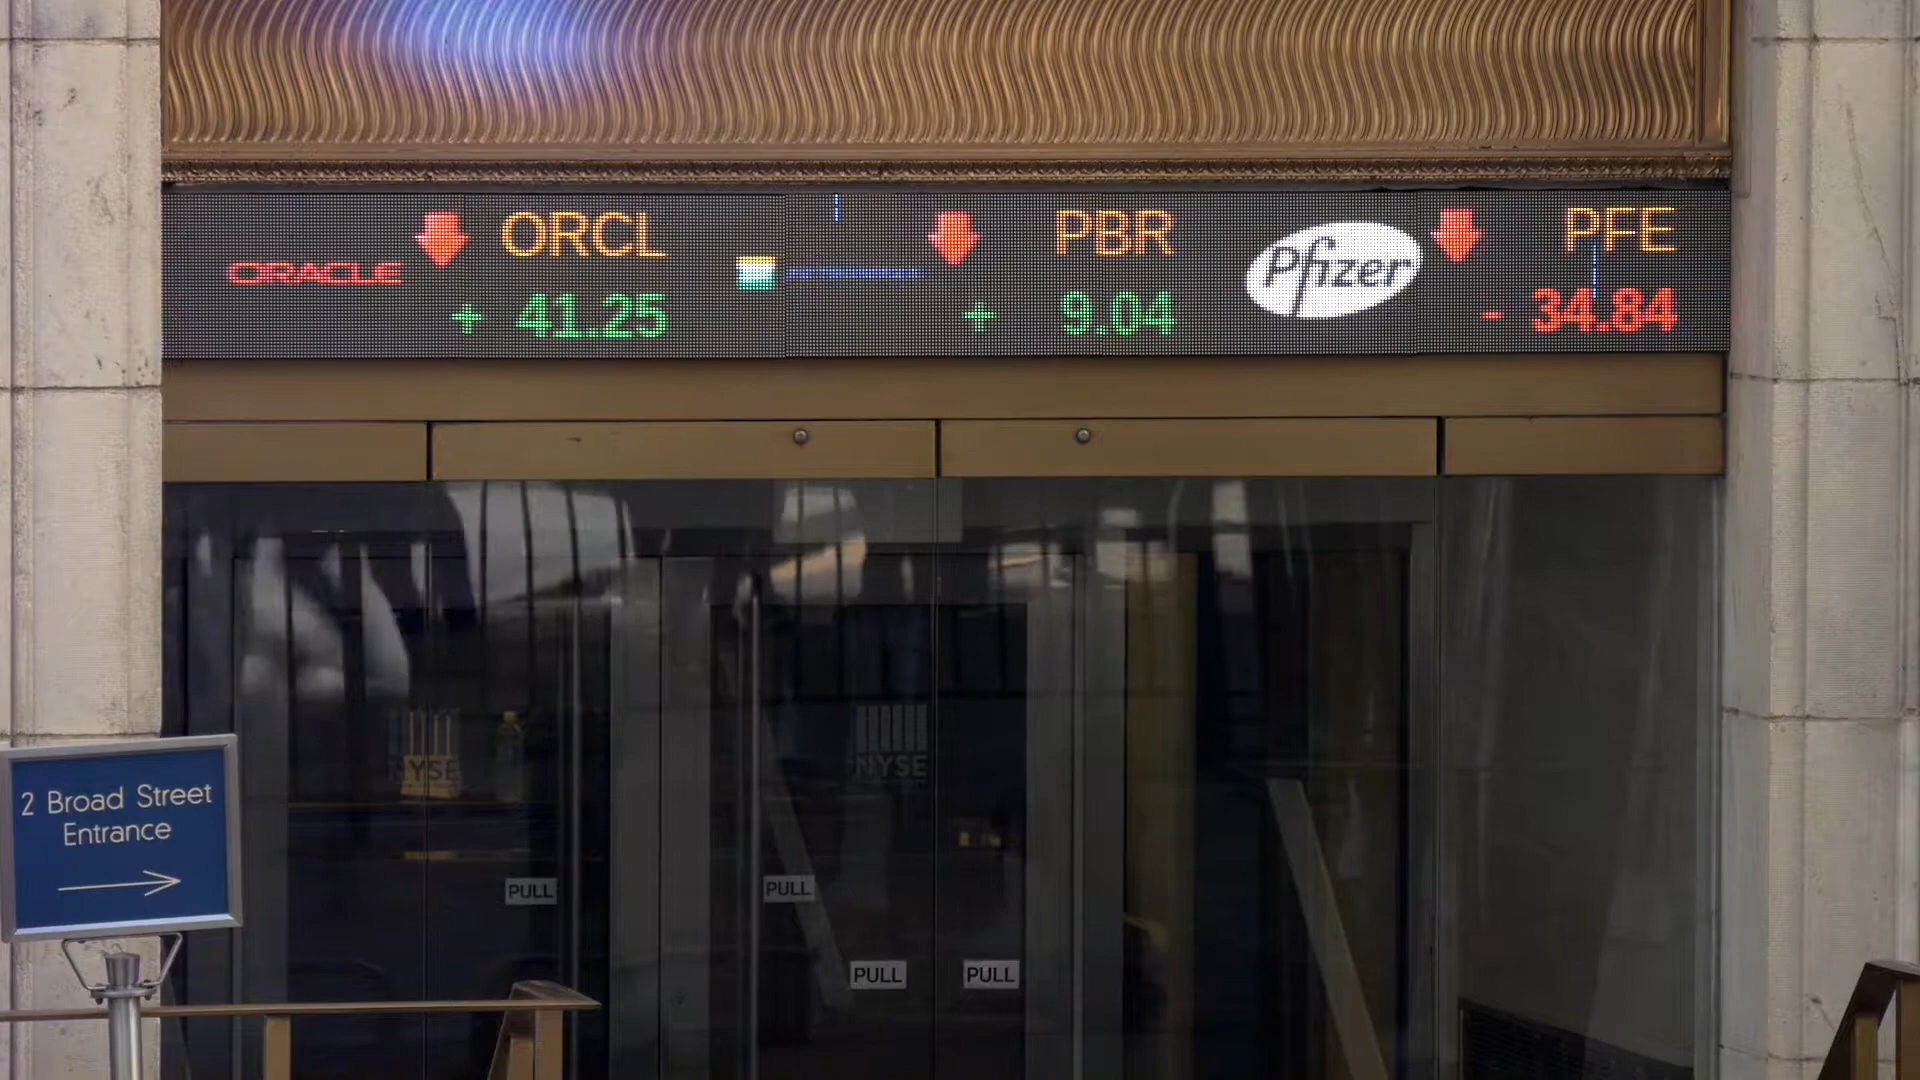 ORACLE
ORCL
+ 41.25
PBR
+ 9.04
Pfizer
PFE
- 34.84
NYSE
NYSE
2 Broad Street
Entrance
PULL
PULL
PULL
PULL